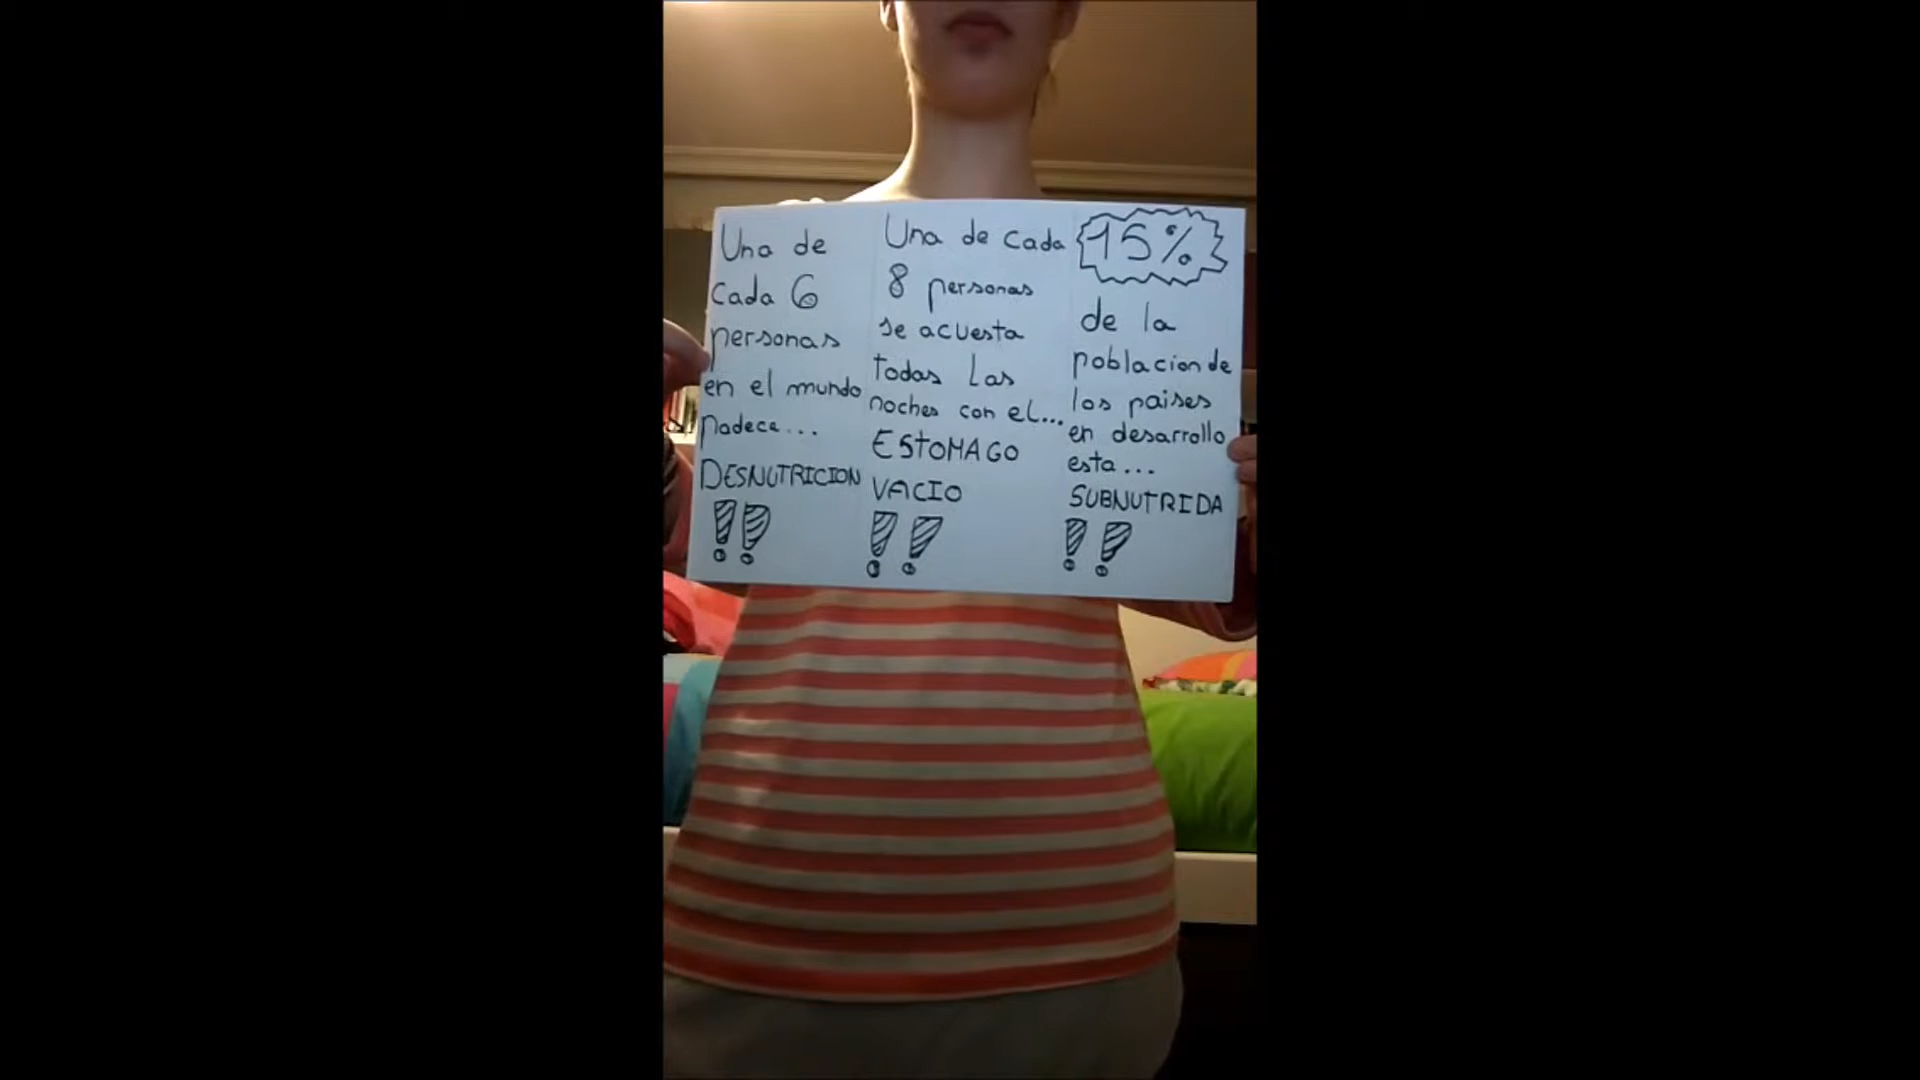 Una de
cada 6
personas
en el mundo
padece...
DESNUTRICION
!!
Una de cada
8 personas
se acuesta
todas las
noches con el...
ESTOMAGO
VACIO
!!
15%
de la
poblacion de
los paises
en desarrollo
esta...
SUBNUTRIDA
!!